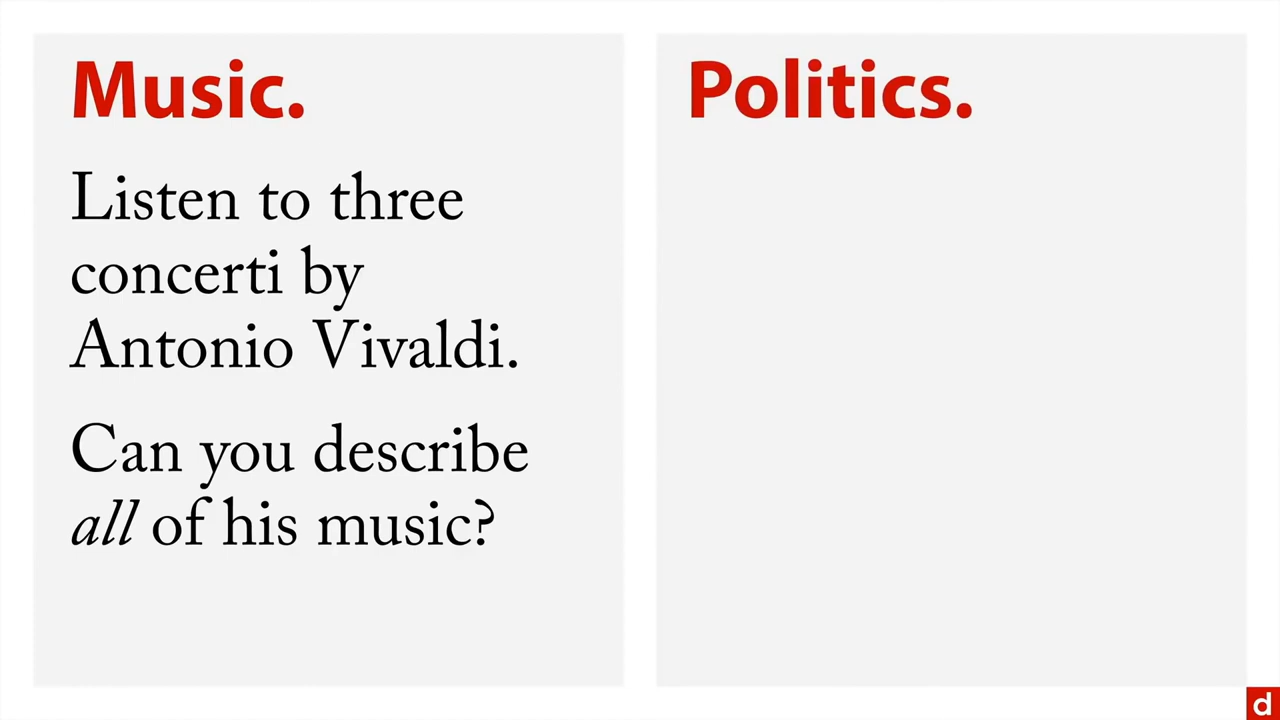 Music.
Listen to three
concerti by
Antonio Vivaldi.
Can you describe
all of his music?
Politics.
d